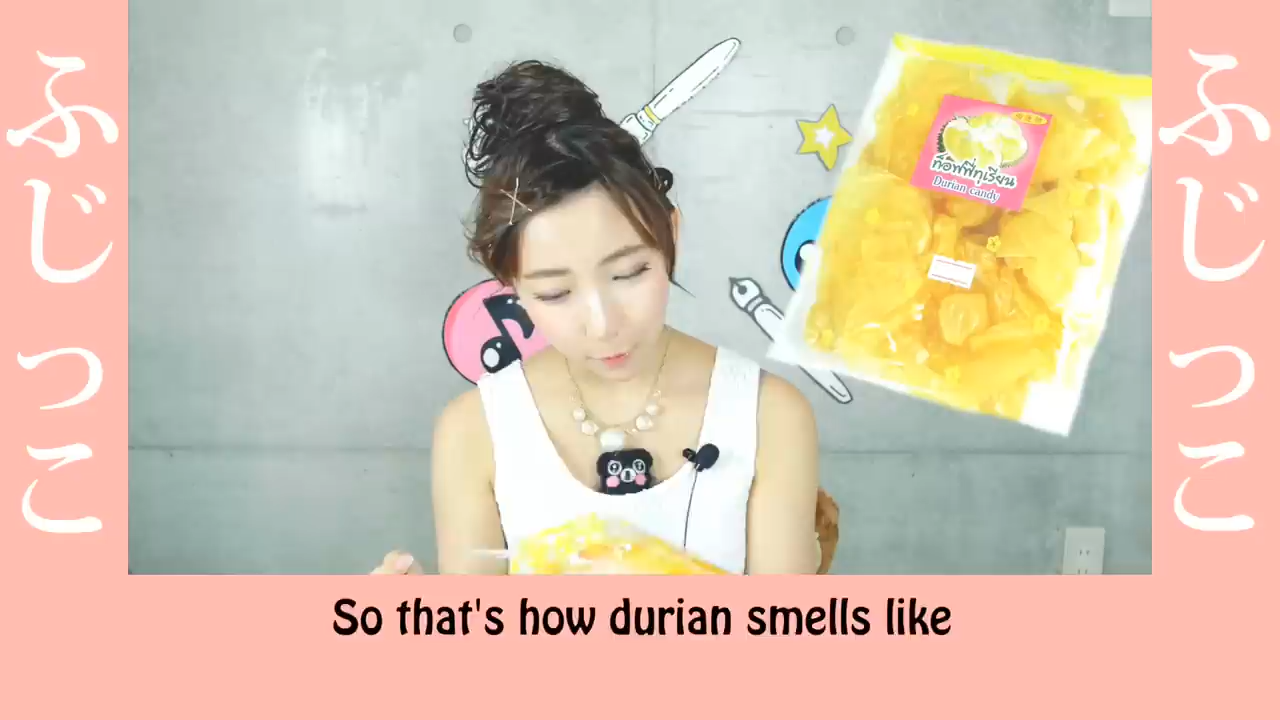 ふじっこ
ท็อฟฟี่ทุเรียน
Durian candy
ふじっこ
So that's how durian smells like